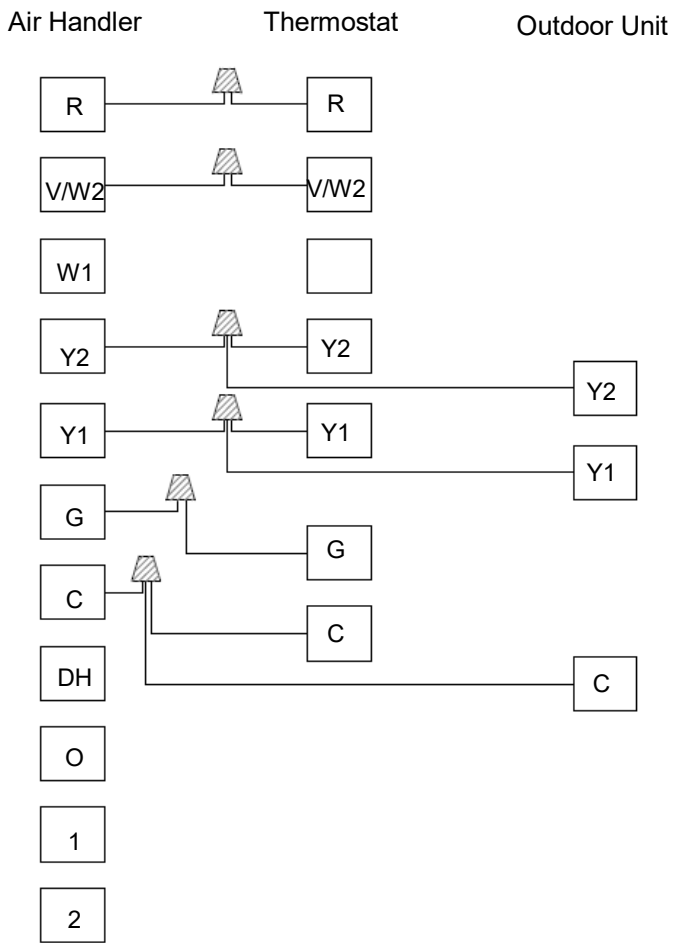 Air Handler
Thermostat
Outdoor Unit
R
R
V/W2
V/W2
W1
Y2
Y2
Y2
Y1
Y1
Y1
G
G
C
C
C
DH
O
1
2